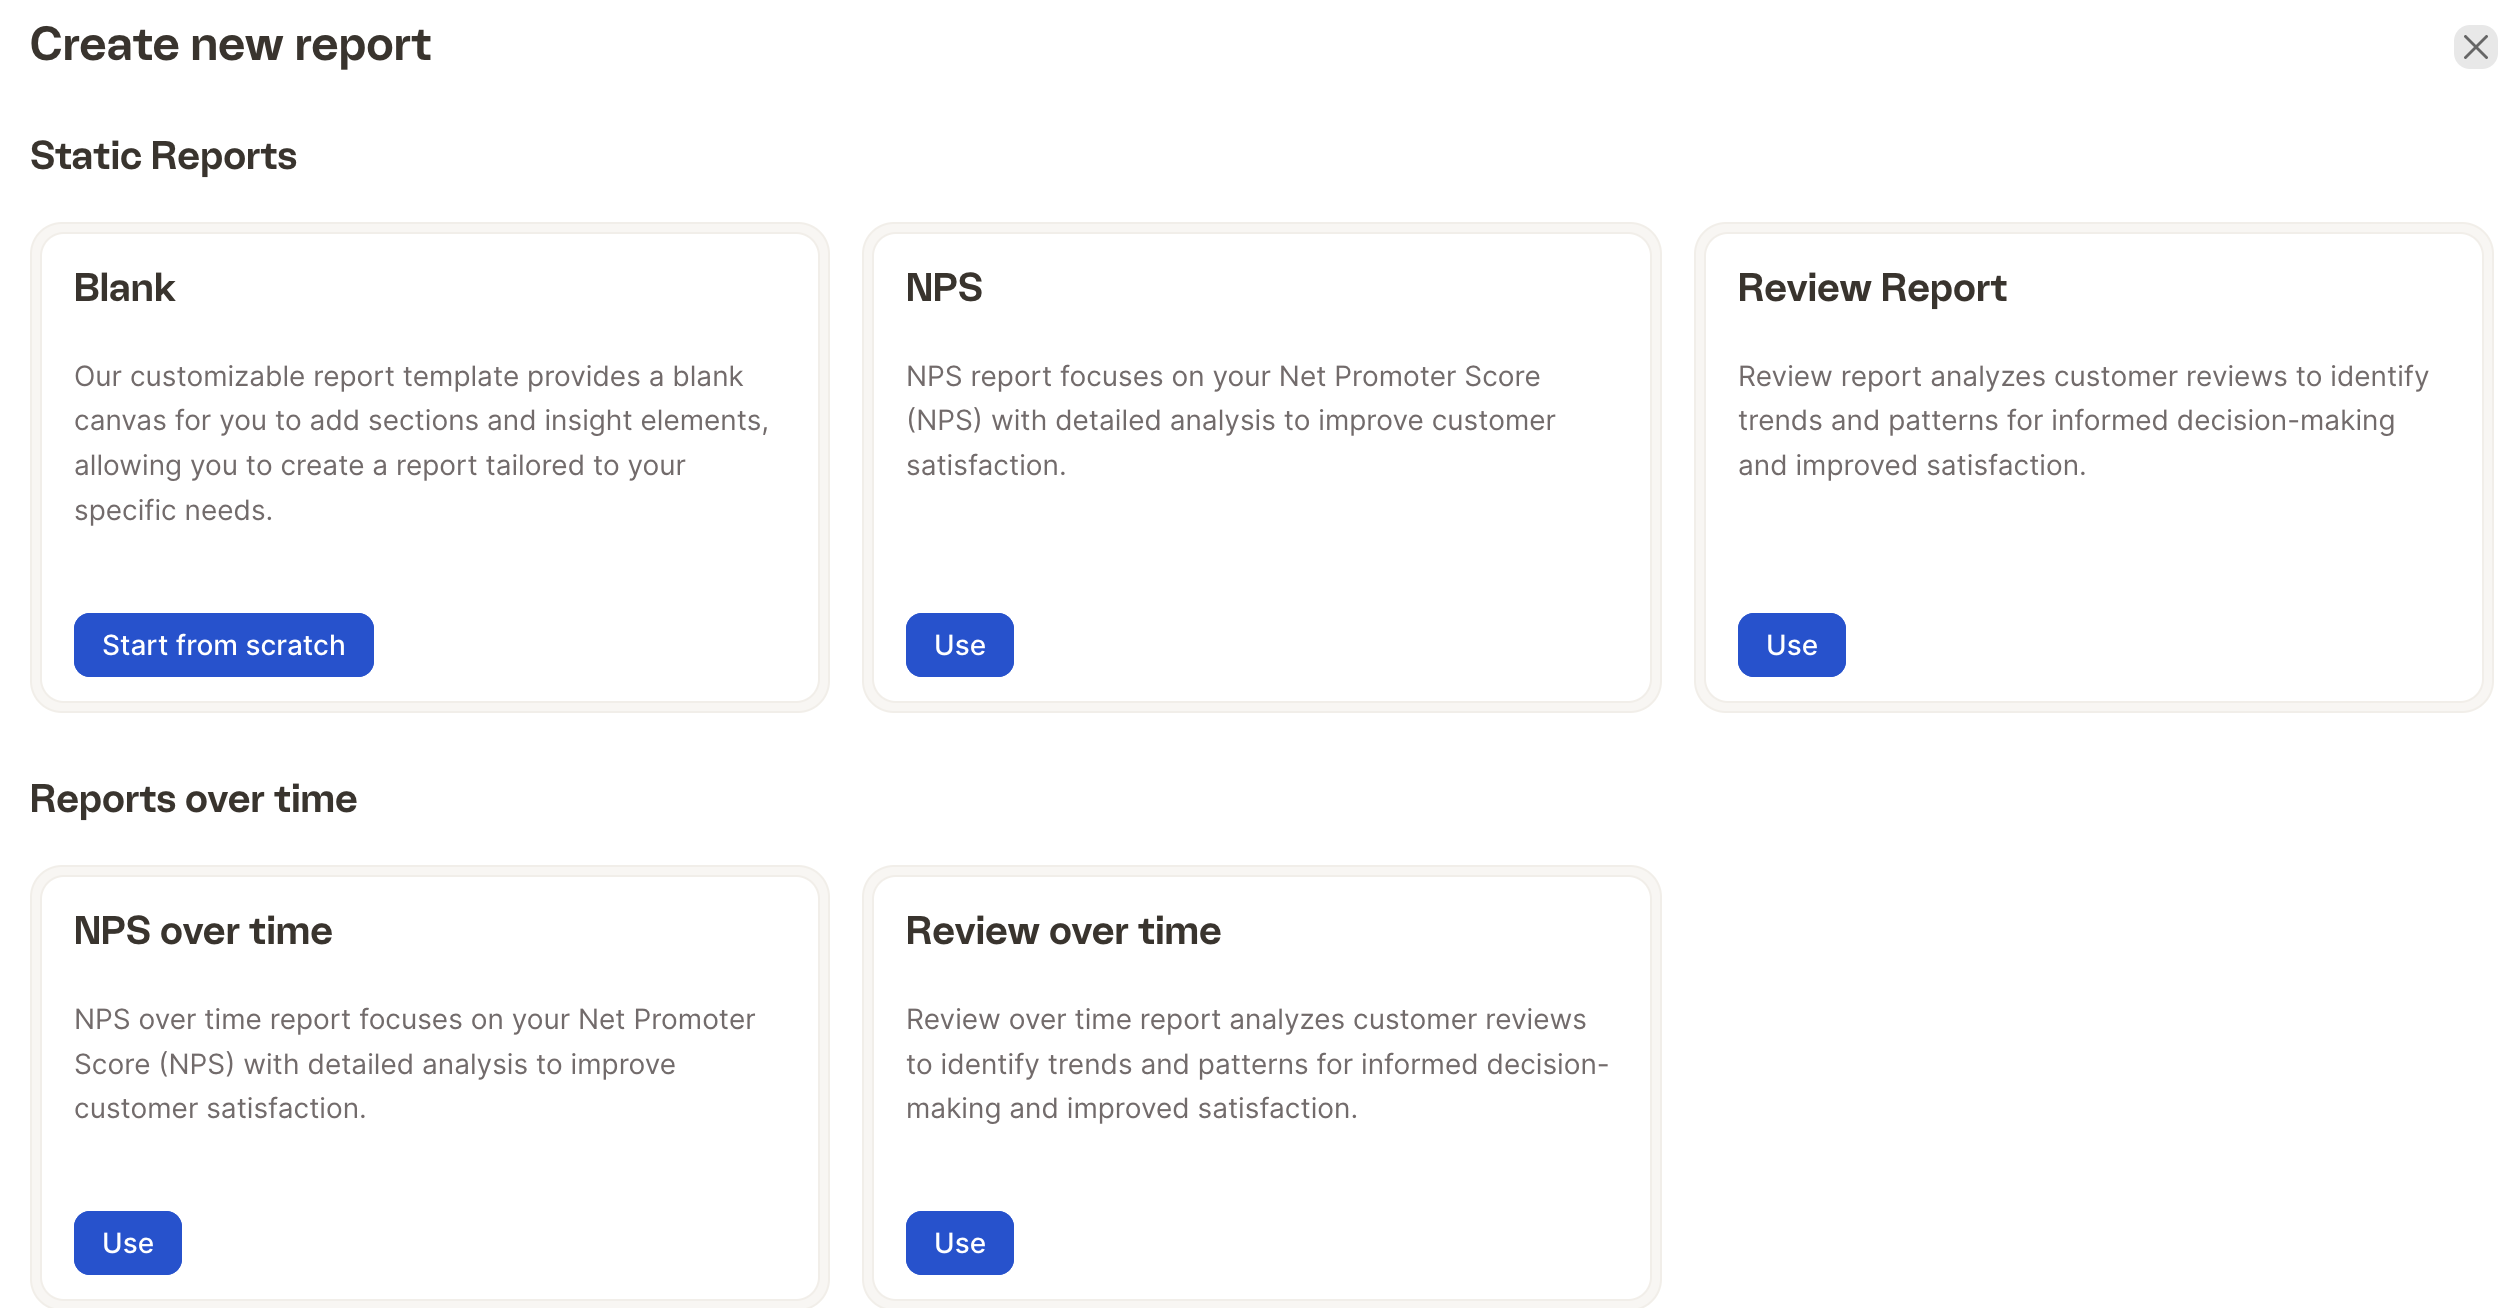 Create new report
Static Reports
Blank
Our customizable report template provides a blank
canvas for you to add sections and insight elements,
allowing you to create a report tailored to your
specific needs.
Start from scratch
NPS
NPS report focuses on your Net Promoter Score
(NPS) with detailed analysis to improve customer
satisfaction.
Use
Review Report
Review report analyzes customer reviews to identify
trends and patterns for informed decision-making
and improved satisfaction.
Use
Reports over time
NPS over time
NPS over time report focuses on your Net Promoter
Score (NPS) with detailed analysis to improve
customer satisfaction.
Use
Review over time
Review over time report analyzes customer reviews
to identify trends and patterns for informed decision-
making and improved satisfaction.
Use